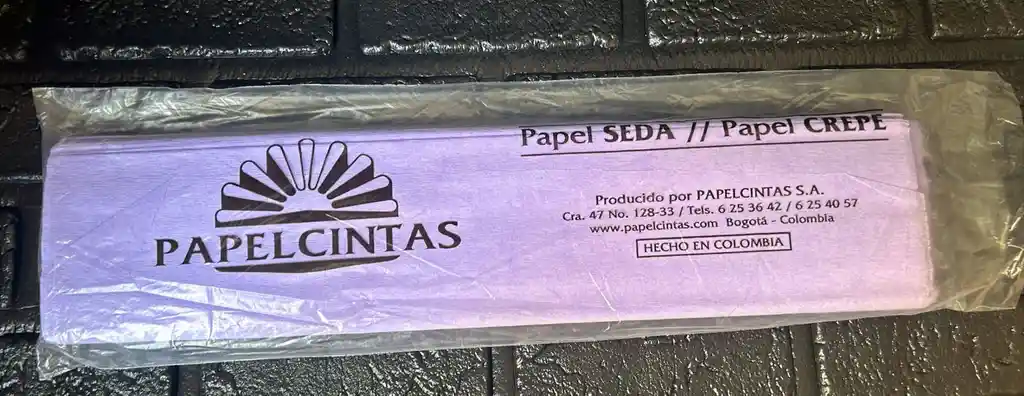 PAPELCINTAS
Papel SEDA // Papel CREPE
Producido por PAPELCINTAS S.A.
Cra. 47 No. 128-33 / Tels. 6 25 36 42 / 6 25 40 57
www.papelcintas.com Bogotá - Colombia
HECHO EN COLOMBIA